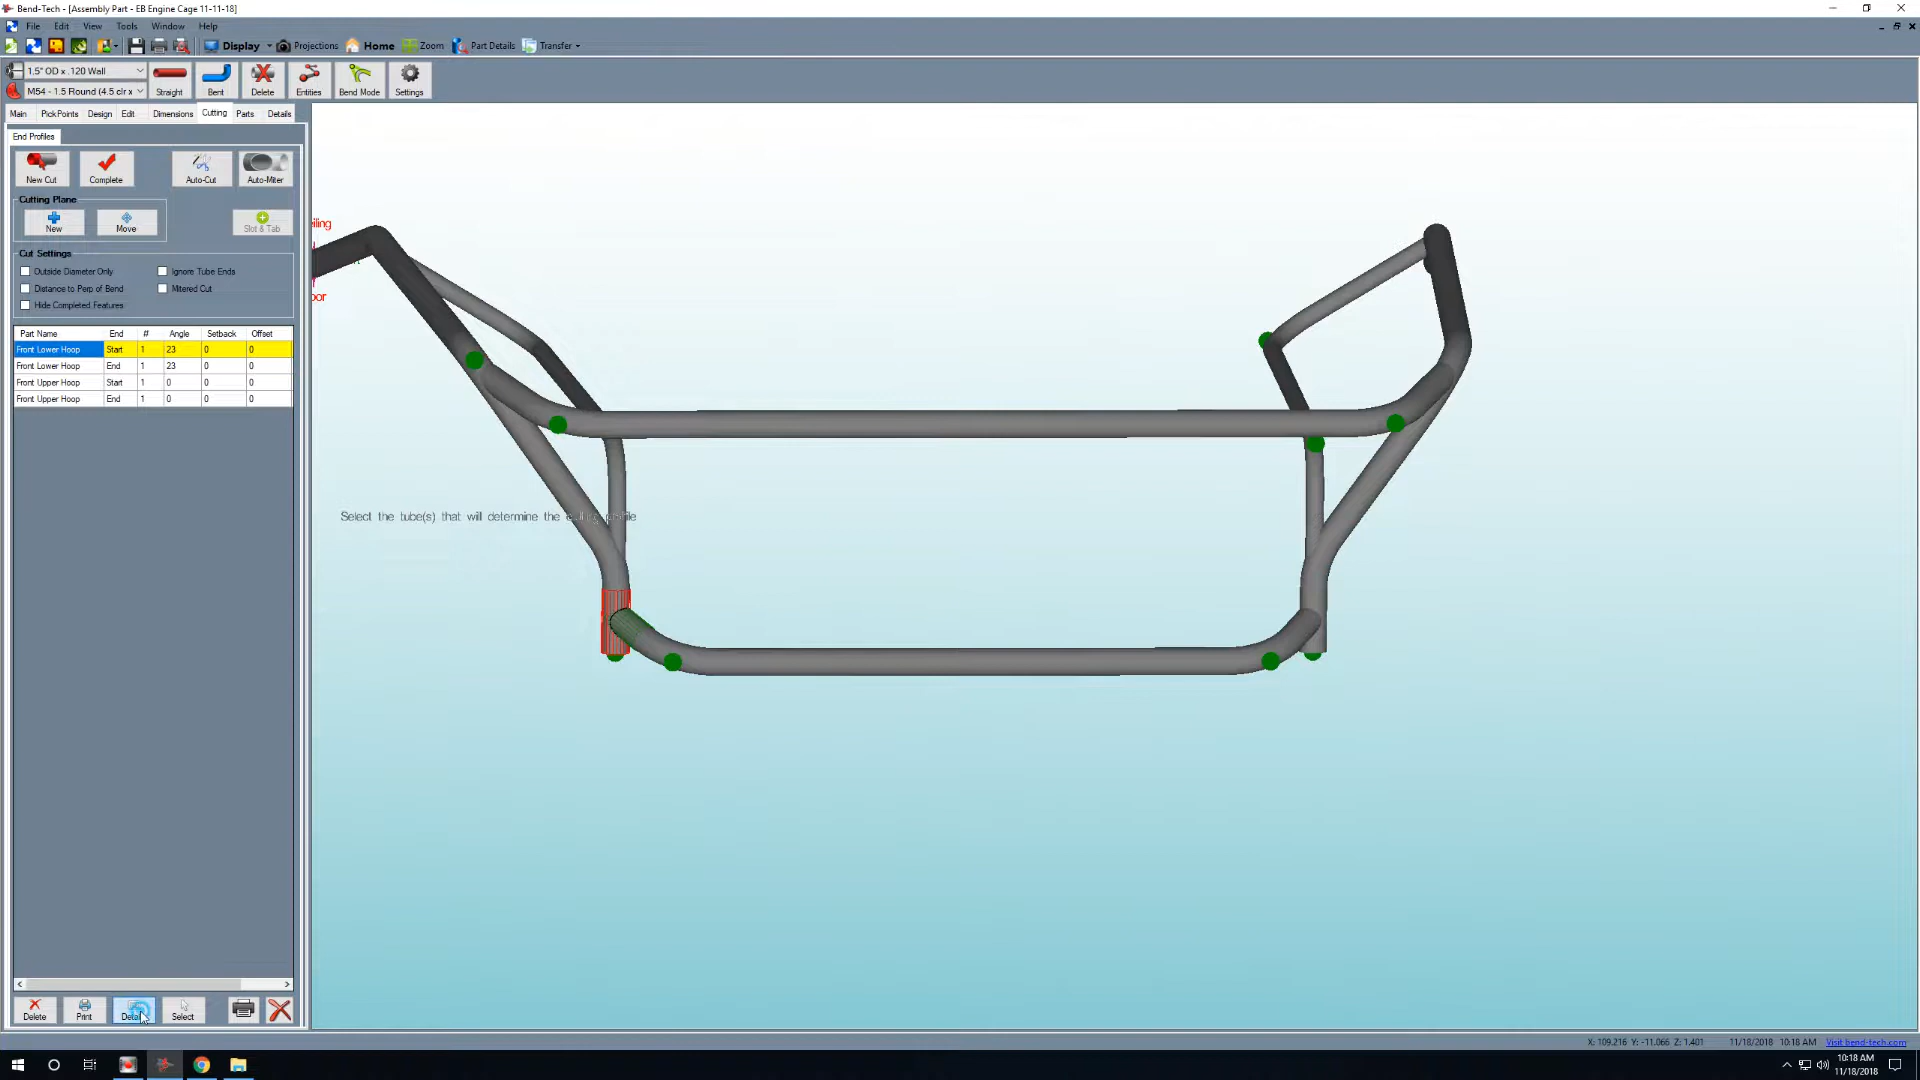 Bend-Tech - [Assembly Part - EB Engine Cage 11-11-18]
File Edit View Tools Window Help
Display Projections Home Zoom Part Details Transfer
1.5" OD x .120 Wall
M54 - 1.5 Round (4.5 clr x
Straight Bent Delete Entities Bend Mode Settings
Main PickPoints Design Edit Dimensions Cutting Parts Details
End Profiles
New Cut Complete Auto-Cut Auto-Miter
Cutting Plane
New Move Slot & Tab
Cut Settings
Outside Diameter Only Ignore Tube Ends
Distance to Perp of Bend Mitered Cut
Hide Completed Features
Part Name End # Angle Setback Offset
Front Lower Hoop Start 1 23 0 0
Front Lower Hoop End 1 23 0 0
Front Upper Hoop Start 1 0 0 0
Front Upper Hoop End 1 0 0 0
Select the tube(s) that will determine the
Delete Print Select
X: 109.216 Y: -11.066 Z: 1.401 11/18/2018 10:18 AM Visit bend-tech.com
10:18 AM
11/18/2018